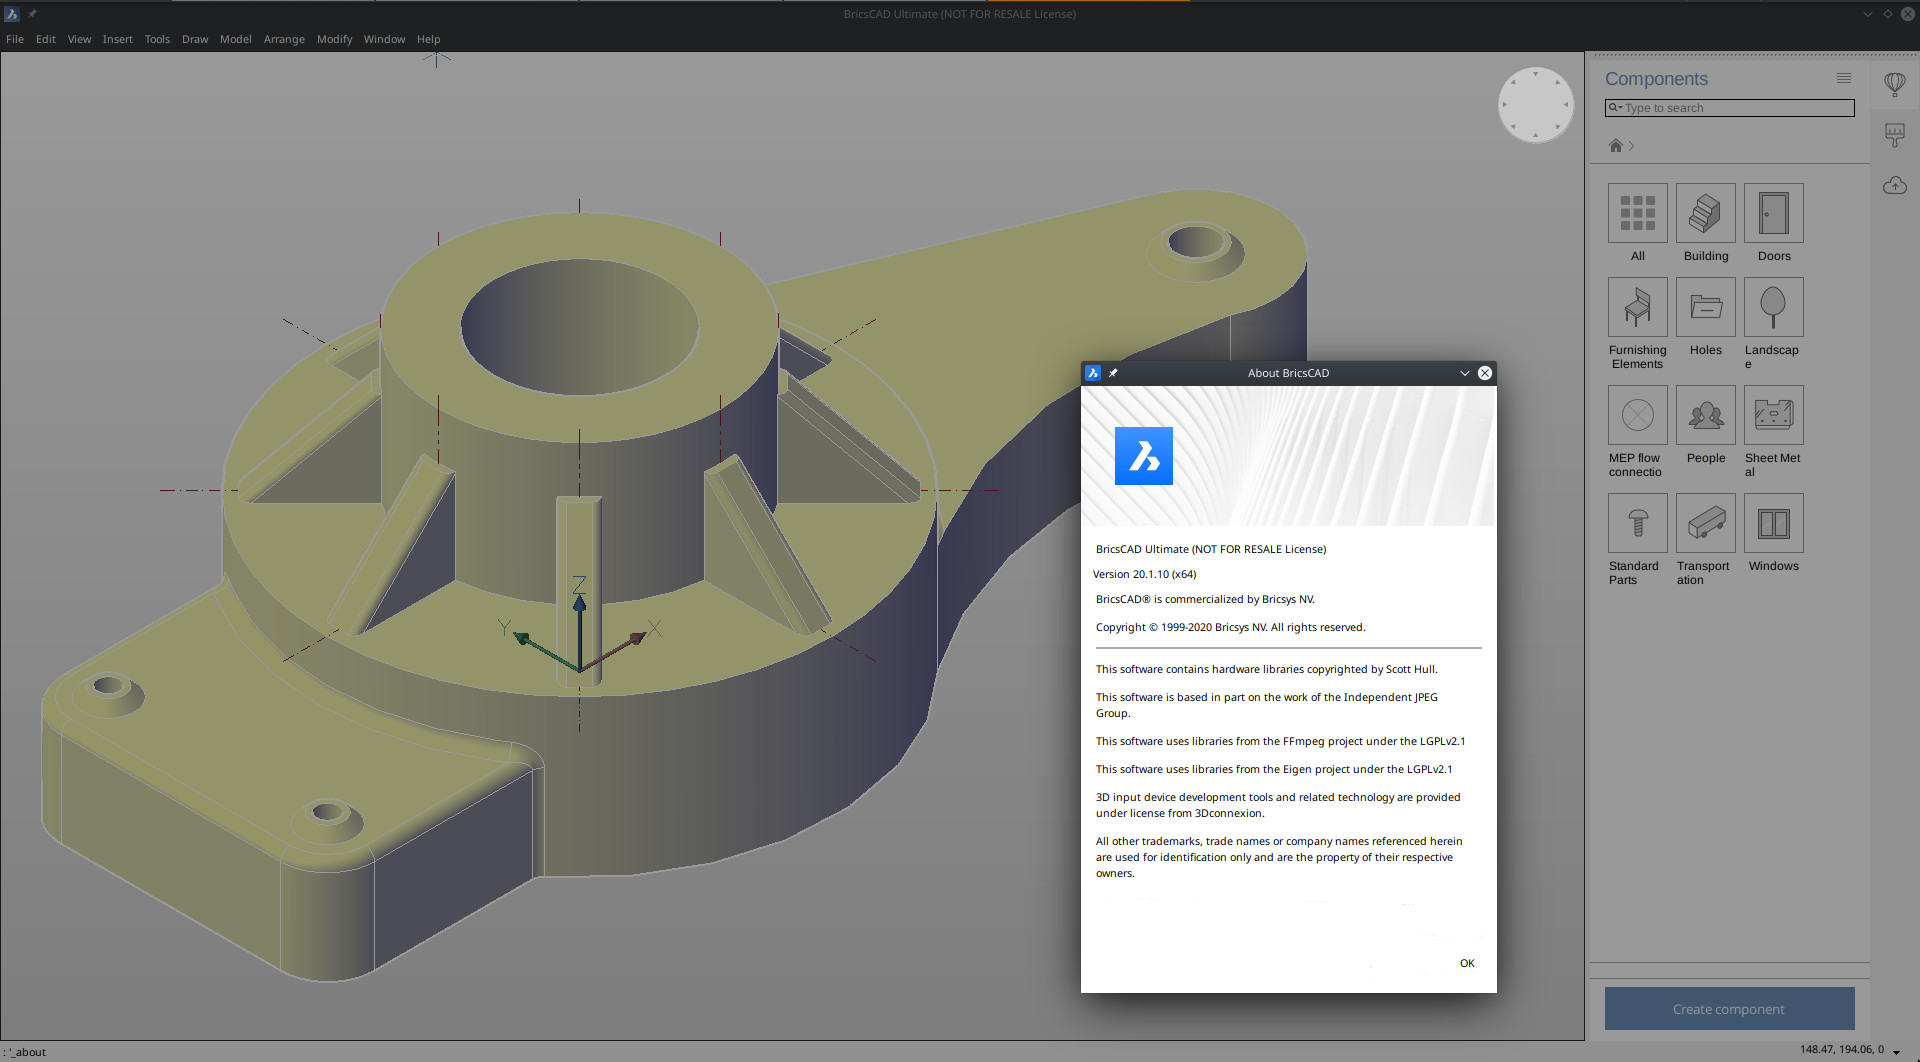 BricsCAD Ultimate (NOT FOR RESALE License)
File Edit View Insert Tools Draw Model Arrange Modify Window Help
Components
Type to search
All Building Doors
Furnishing Elements Holes Landscap
e
MEP flow connectio People Sheet Met
al
Standard Parts Transport
ation Windows
Create component
Z
Y
X
About BricsCAD
BricsCAD Ultimate (NOT FOR RESALE License)
Version 20.1.10 (x64)
BricsCAD® is commercialized by Bricsys NV.
Copyright © 1999-2020 Bricsys NV. All rights reserved.
This software contains hardware libraries copyrighted by Scott Hull.
This software is based in part on the work of the Independent JPEG
Group.
This software uses libraries from the FFmpeg project under the LGPLv2.1
This software uses libraries from the Eigen project under the LGPLv2.1
3D input device development tools and related technology are provided
under license from 3Dconnexion.
All other trademarks, trade names or company names referenced herein
are used for identification only and are the property of their respective
owners.
OK
: '_about
148.47, 194.06, 0